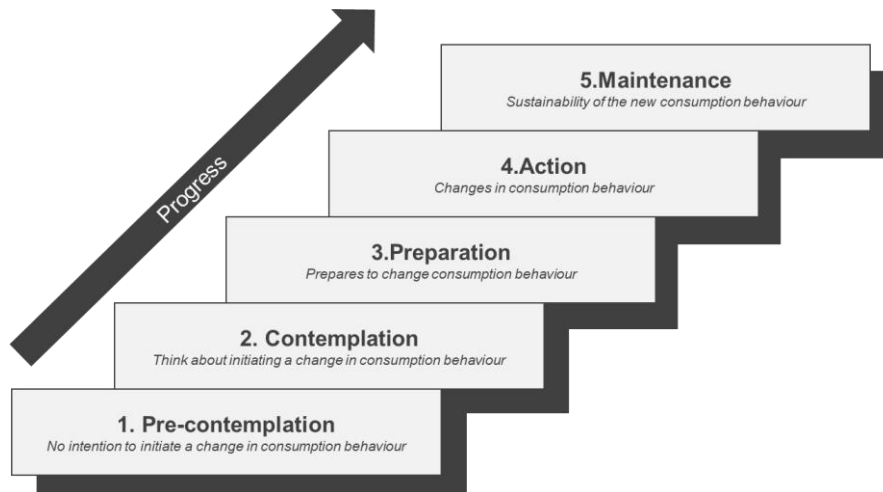 5.Maintenance
Sustainability of the new consumption behaviour
4.Action
Changes in consumption behaviour
Progress
3.Preparation
Prepares to change consumption behaviour
2. Contemplation
Think about initiating a change in consumption behaviour
1. Pre-contemplation
No intention to initiate a change in consumption behaviour